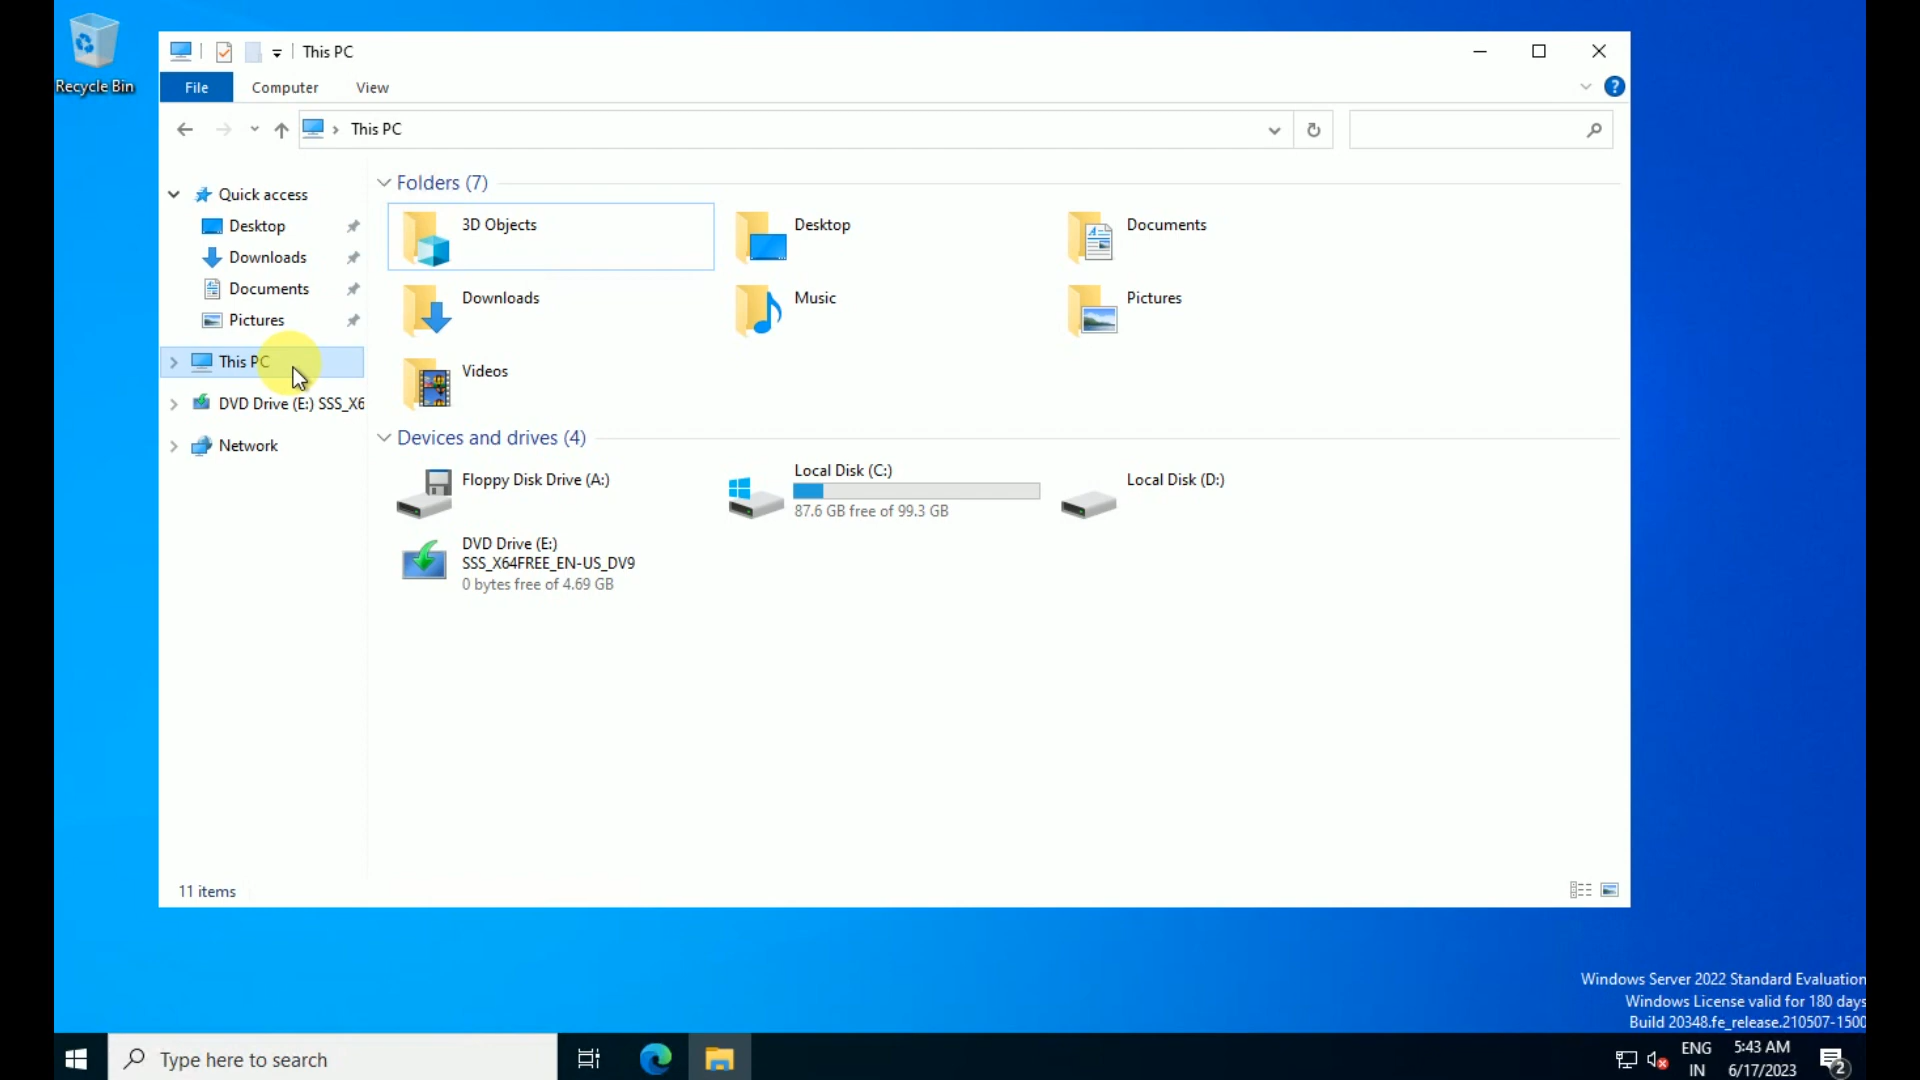 Recycle Bin
This PC
File
Computer
View
This PC
Quick access
Desktop
Downloads
Documents
Pictures
This PC
DVD Drive (E:) SSS_X6
Network
Folders (7)
3D Objects
Desktop
Documents
Downloads
Music
Pictures
Videos
Devices and drives (4)
Floppy Disk Drive (A:)
Local Disk (C:)
87.6 GB free of 99.3 GB
Local Disk (D:)
DVD Drive (E:)
SSS_X64FREE_EN-US_DV9
0 bytes free of 4.69 GB
11 items
Windows Server 2022 Standard Evaluation
Windows License valid for 180 days
Build 20348.fe_release.210507-1500
Type here to search
ENG
IN
5:43 AM
6/17/2023
2